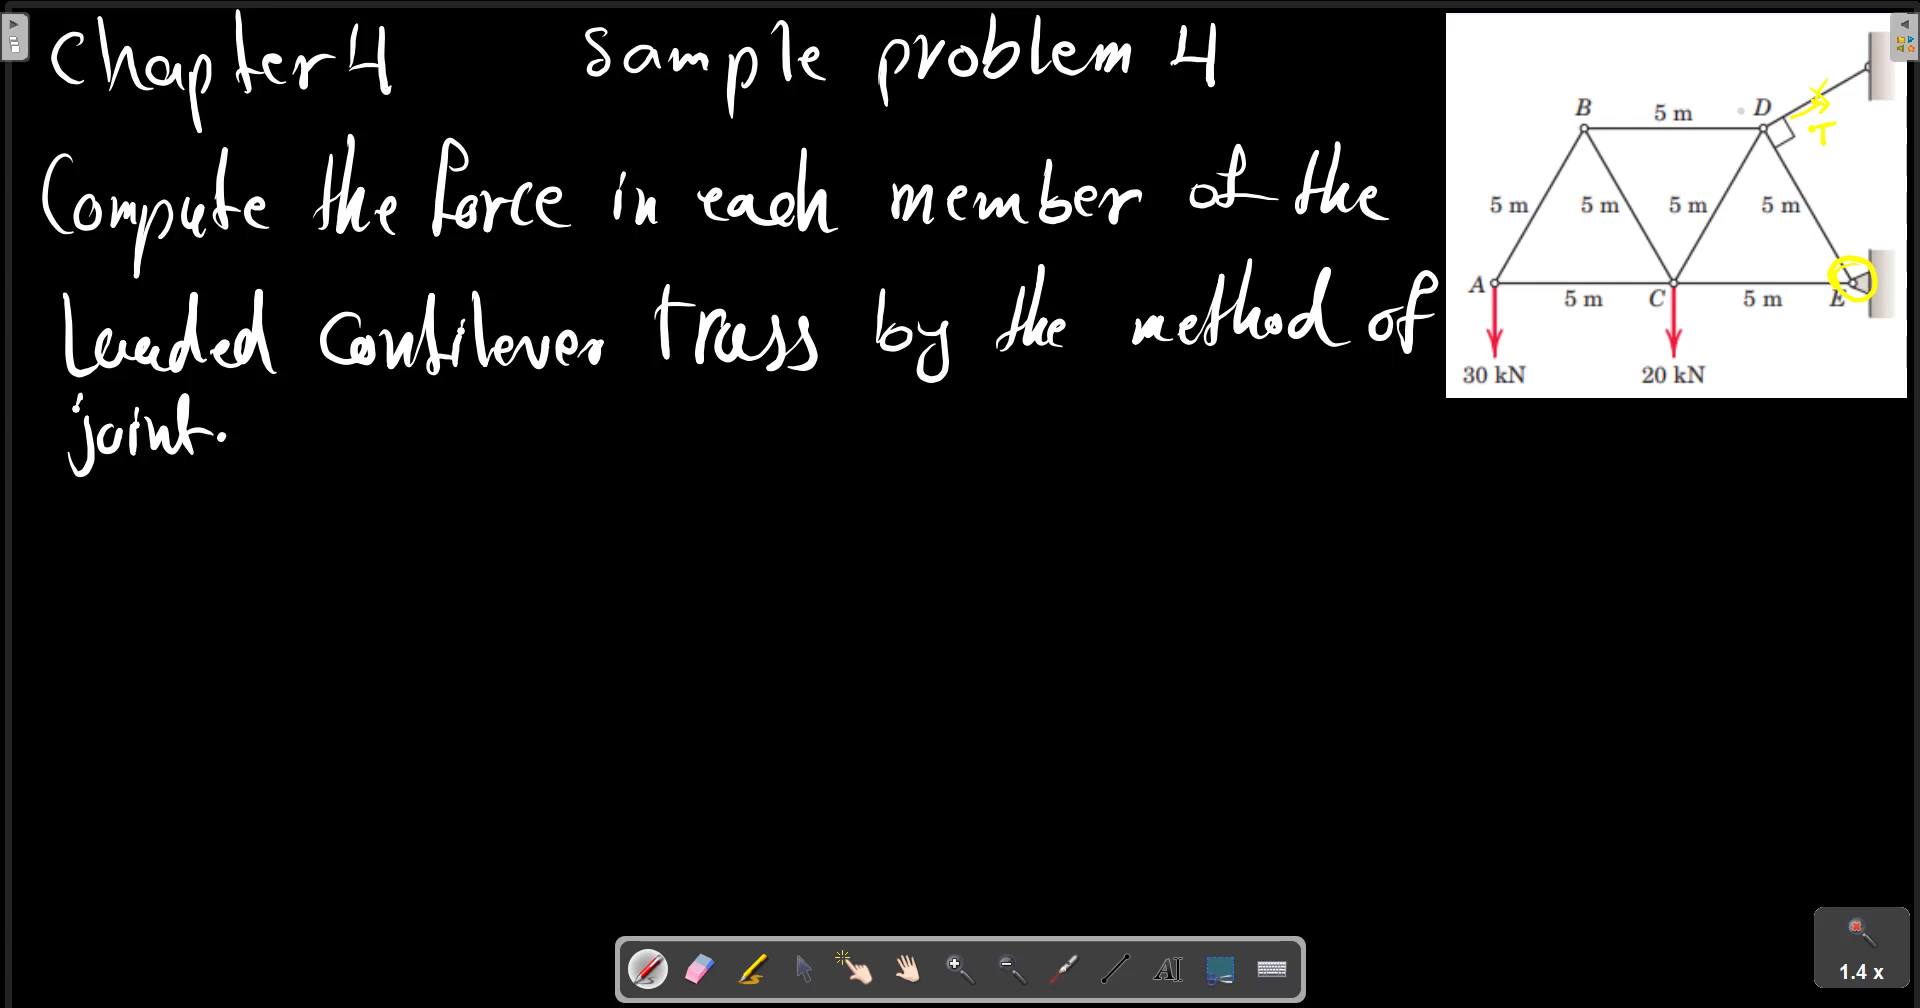 Chapter 4 Sample problem 4
Compute the force in each member of the
Loaded Cantilever Truss by the method of
joint.
B 5 m D
T
5 m 5 m 5 m 5 m
A 5 m C 5 m E
30 kN 20 kN
AI
1.4 x